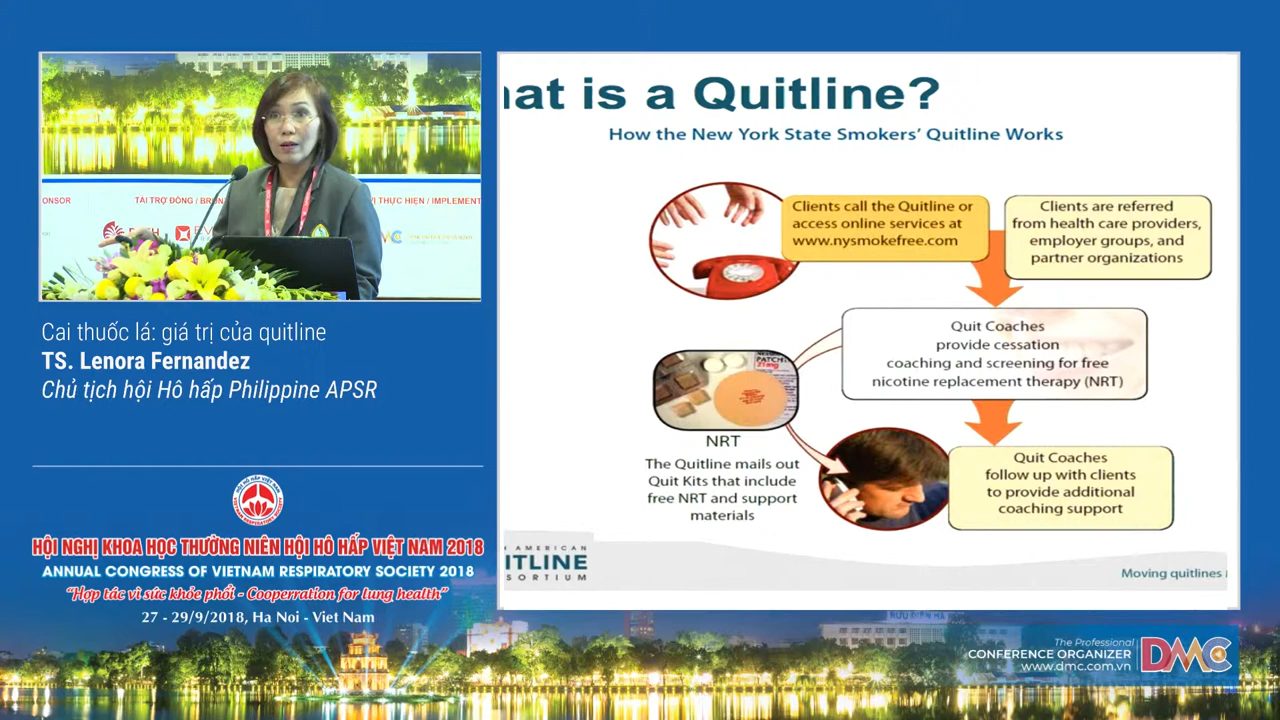 ONSOR
TÀI TRỢ ĐỒNG / BRON
VỊ THỰC HIỆN / IMPLEMENT
Cai thuốc lá: giá trị của quitline
TS. Lenora Fernandez
Chủ tịch hội Hô hấp Philippine APSR
HỘI NGHỊ KHOA HỌC THƯỜNG NIÊN HỘI HÔ HẤP VIỆT NAM 2018
ANNUAL CONGRESS OF VIETNAM RESPIRATORY SOCIETY 2018
“Hợp tác vì sức khỏe phổi - Cooperration for lung health”
27 - 29/9/2018, Ha Noi - Viet Nam
hat is a Quitline?
How the New York State Smokers’ Quitline Works
Clients call the Quitline or
access online services at
www.nysmokefree.com
Clients are referred
from health care providers,
employer groups, and
partner organizations
Quit Coaches
provide cessation
coaching and screening for free
nicotine replacement therapy (NRT)
PATCH
21mg
NRT
The Quitline mails out
Quit Kits that include
free NRT and support
materials
Quit Coaches
follow up with clients
to provide additional
coaching support
AMERICAN
ITLINE
SORTIUM
Moving quitlines
The Professional
CONFERENCE ORGANIZER
www.dmc.com.vn
DMC